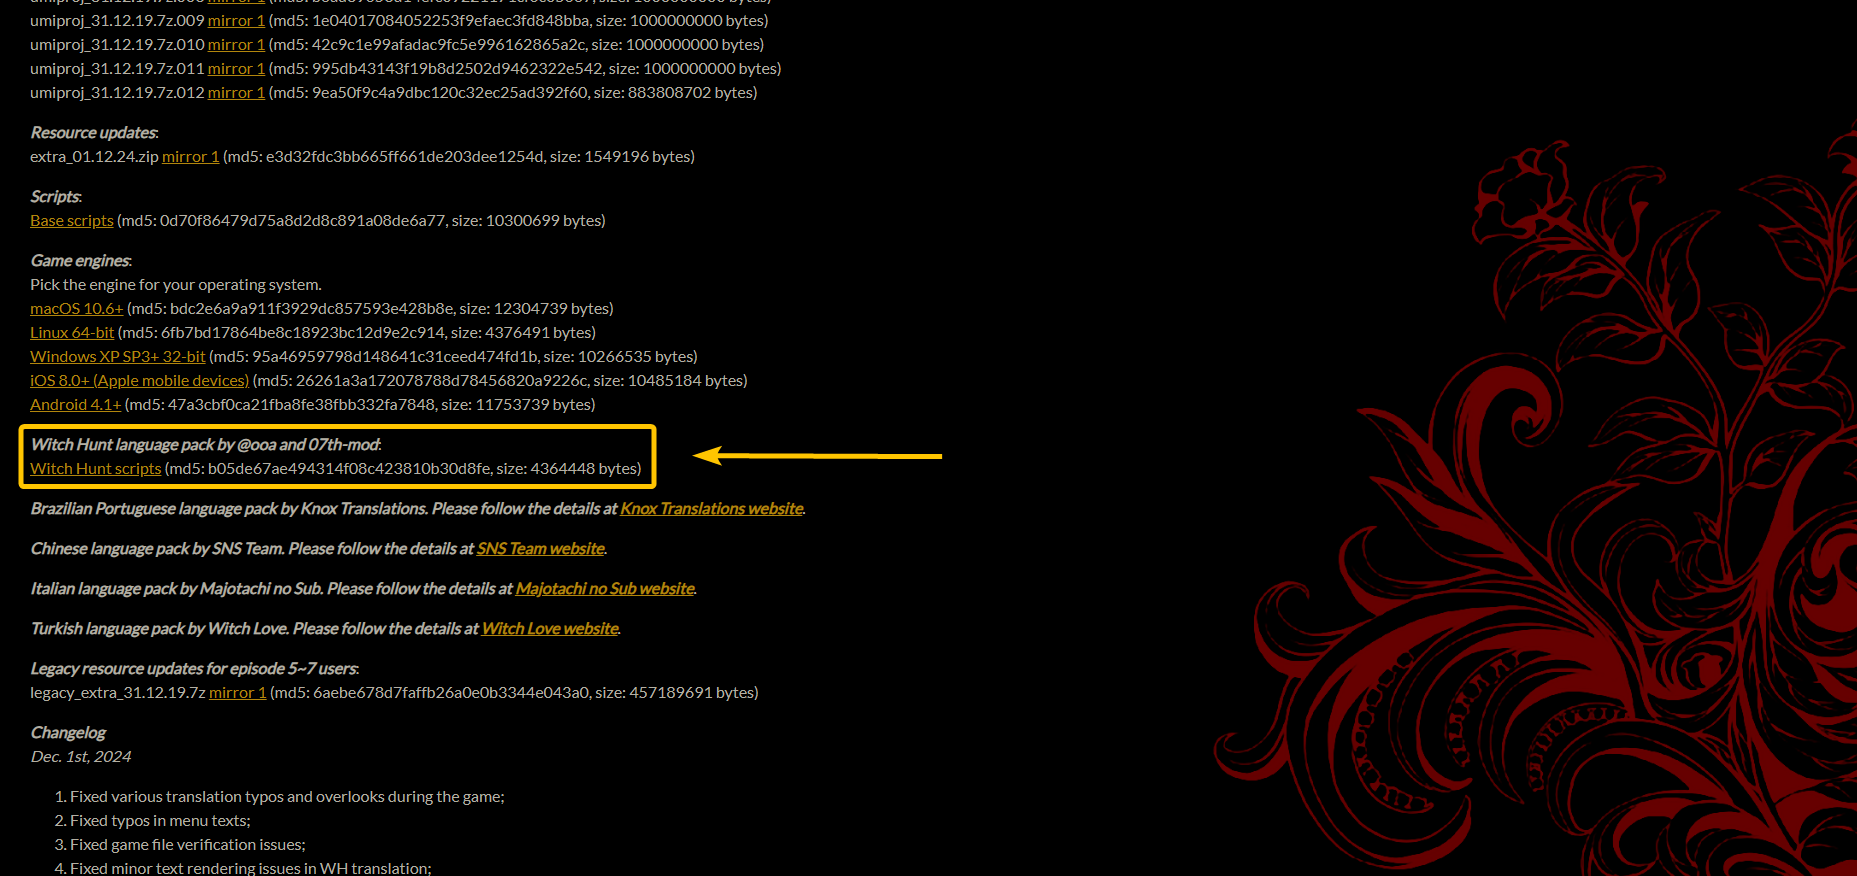 umiproj_31.12.19.7z.009 mirror 1 (md5: 1e04017084052253f9efaec3fd848bba, size: 1000000000 bytes)
umiproj_31.12.19.7z.010 mirror 1 (md5: 42c9c1e99afadac9fc5e996162865a2c, size: 1000000000 bytes)
umiproj_31.12.19.7z.011 mirror 1 (md5: 995db43143f19b8d2502d9462322e542, size: 1000000000 bytes)
umiproj_31.12.19.7z.012 mirror 1 (md5: 9ea50f9c4a9dbc120c32ec25ad392f60, size: 883808702 bytes)
Resource updates:
extra_01.12.24.zip mirror 1 (md5: e3d32fdc3bb665ff661de203dee1254d, size: 1549196 bytes)
Scripts:
Base scripts (md5: 0d70f86479d75a8d2d8c891a08de6a77, size: 10300699 bytes)
Game engines:
Pick the engine for your operating system.
macOS 10.6+ (md5: bdc2e6a9a911f3929dc857593e428b8e, size: 12304739 bytes)
Linux 64-bit (md5: 6fb7bd17864be8c18923bc12d9e2c914, size: 4376491 bytes)
Windows XP SP3+ 32-bit (md5: 95a46959798d148641c31ceed474fd1b, size: 10266535 bytes)
iOS 8.0+ (Apple mobile devices) (md5: 26261a3a172078788d78456820a9226c, size: 10485184 bytes)
Android 4.1+ (md5: 47a3cbf0ca21fba8fe38fbb332fa7848, size: 11753739 bytes)
Witch Hunt language pack by @ooa and 07th-mod:
Witch Hunt scripts (md5: b05de67ae494314f08c423810b30d8fe, size: 4364448 bytes)
Brazilian Portuguese language pack by Knox Translations. Please follow the details at Knox Translations website.
Chinese language pack by SNS Team. Please follow the details at SNS Team website.
Italian language pack by Majotachi no Sub. Please follow the details at Majotachi no Sub website.
Turkish language pack by Witch Love. Please follow the details at Witch Love website.
Legacy resource updates for episode 5~7 users:
legacy_extra_31.12.19.7z mirror 1 (md5: 6aebe678d7faffb26a0e0b3344e043a0, size: 457189691 bytes)
Changelog
Dec. 1st, 2024
1. Fixed various translation typos and overlooks during the game;
2. Fixed typos in menu texts;
3. Fixed game file verification issues;
4. Fixed minor text rendering issues in WH translation;